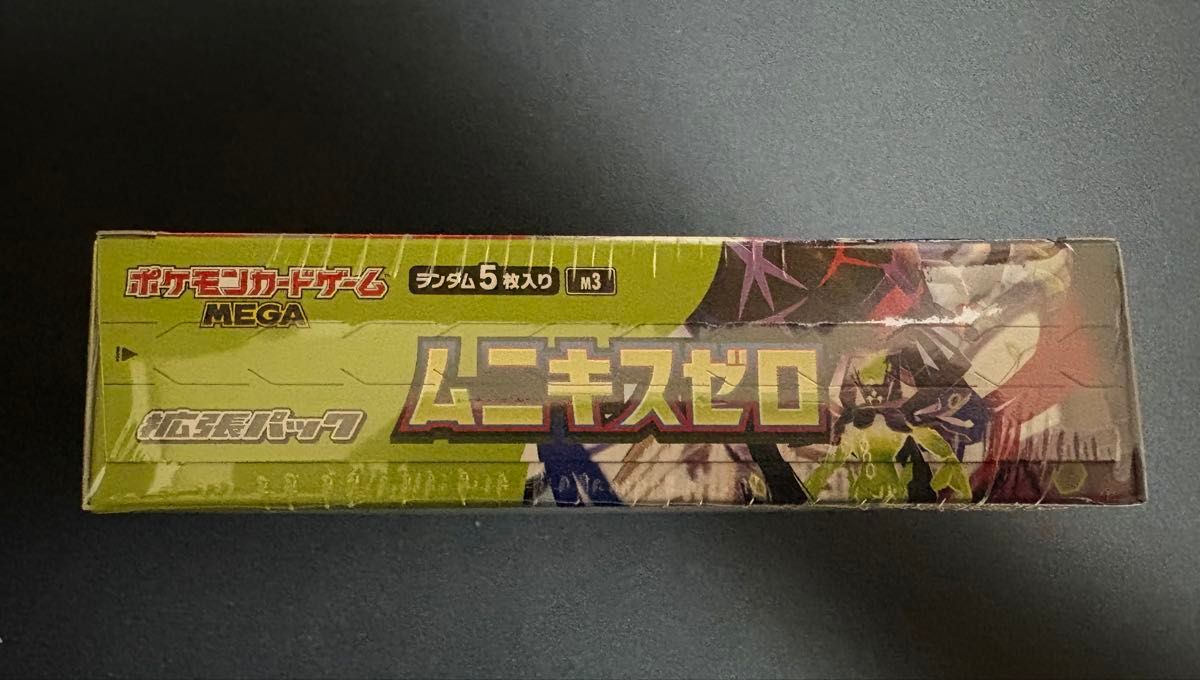 ポケモンカードゲーム
MEGA
ランダム5枚入り
M3
ムニキスゼロ
拡張パック